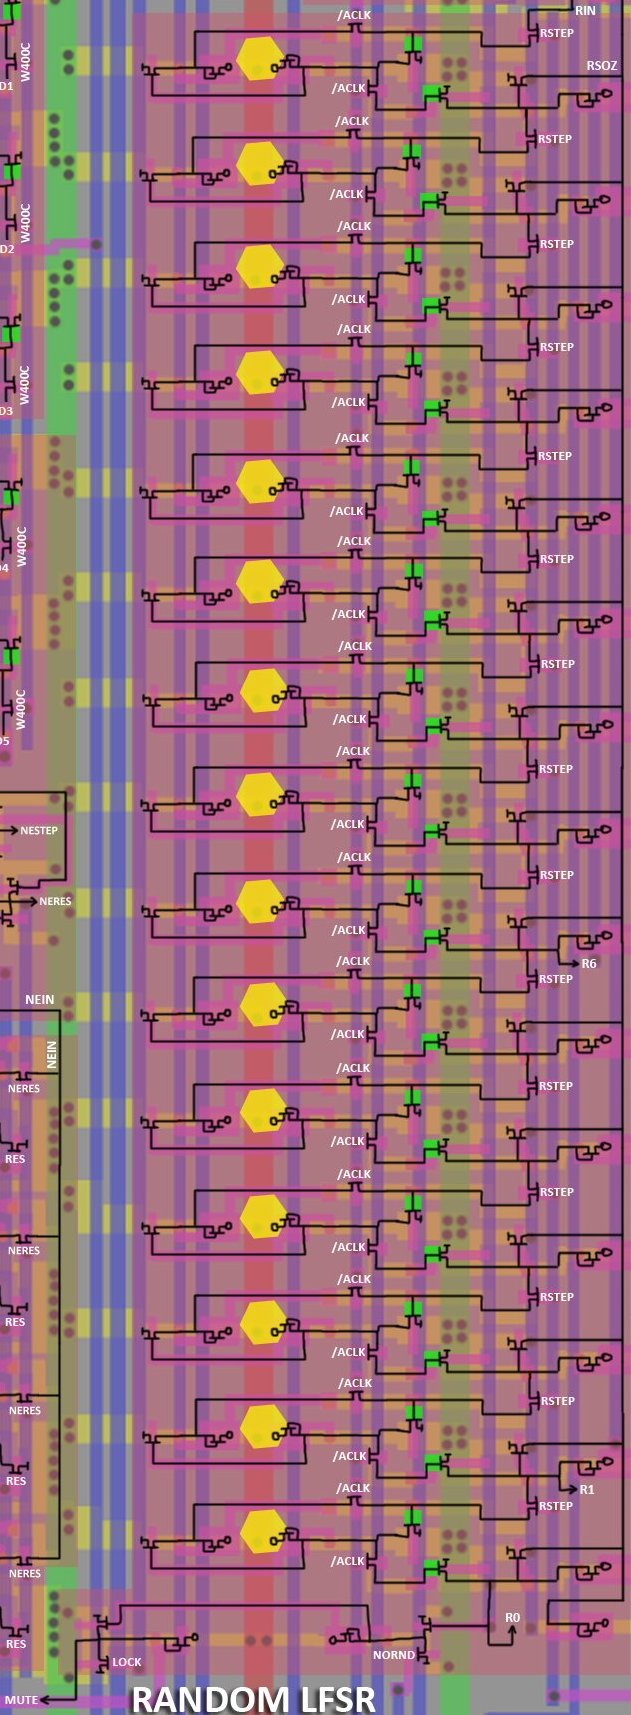 RIN
/ACLK
RSTEP
W400C
RSOZ
D1
/ACLK
/ACLK
RSTEP
/ACLK
W400C
/ACLK
RSTEP
D2
/ACLK
/ACLK
RSTEP
W400C
/ACLK
D3
/ACLK
RSTEP
/ACLK
/ACLK
RSTEP
W400C
/ACLK
/ACLK
RSTEP
W400C
/ACLK
D5
/ACLK
RSTEP
/ACLK
NESTEP
/ACLK
RSTEP
NERES
/ACLK
/ACLK
R6
RSTEP
NEIN
/ACLK
NEIN
/ACLK
NERES
RSTEP
/ACLK
RES
/ACLK
RSTEP
/ACLK
NERES
/ACLK
RSTEP
RES
/ACLK
/ACLK
RSTEP
NERES
/ACLK
RES
/ACLK
R1
RSTEP
/ACLK
NERES
R0
RES
NORND
LOCK
MUTE
RANDOM LFSR